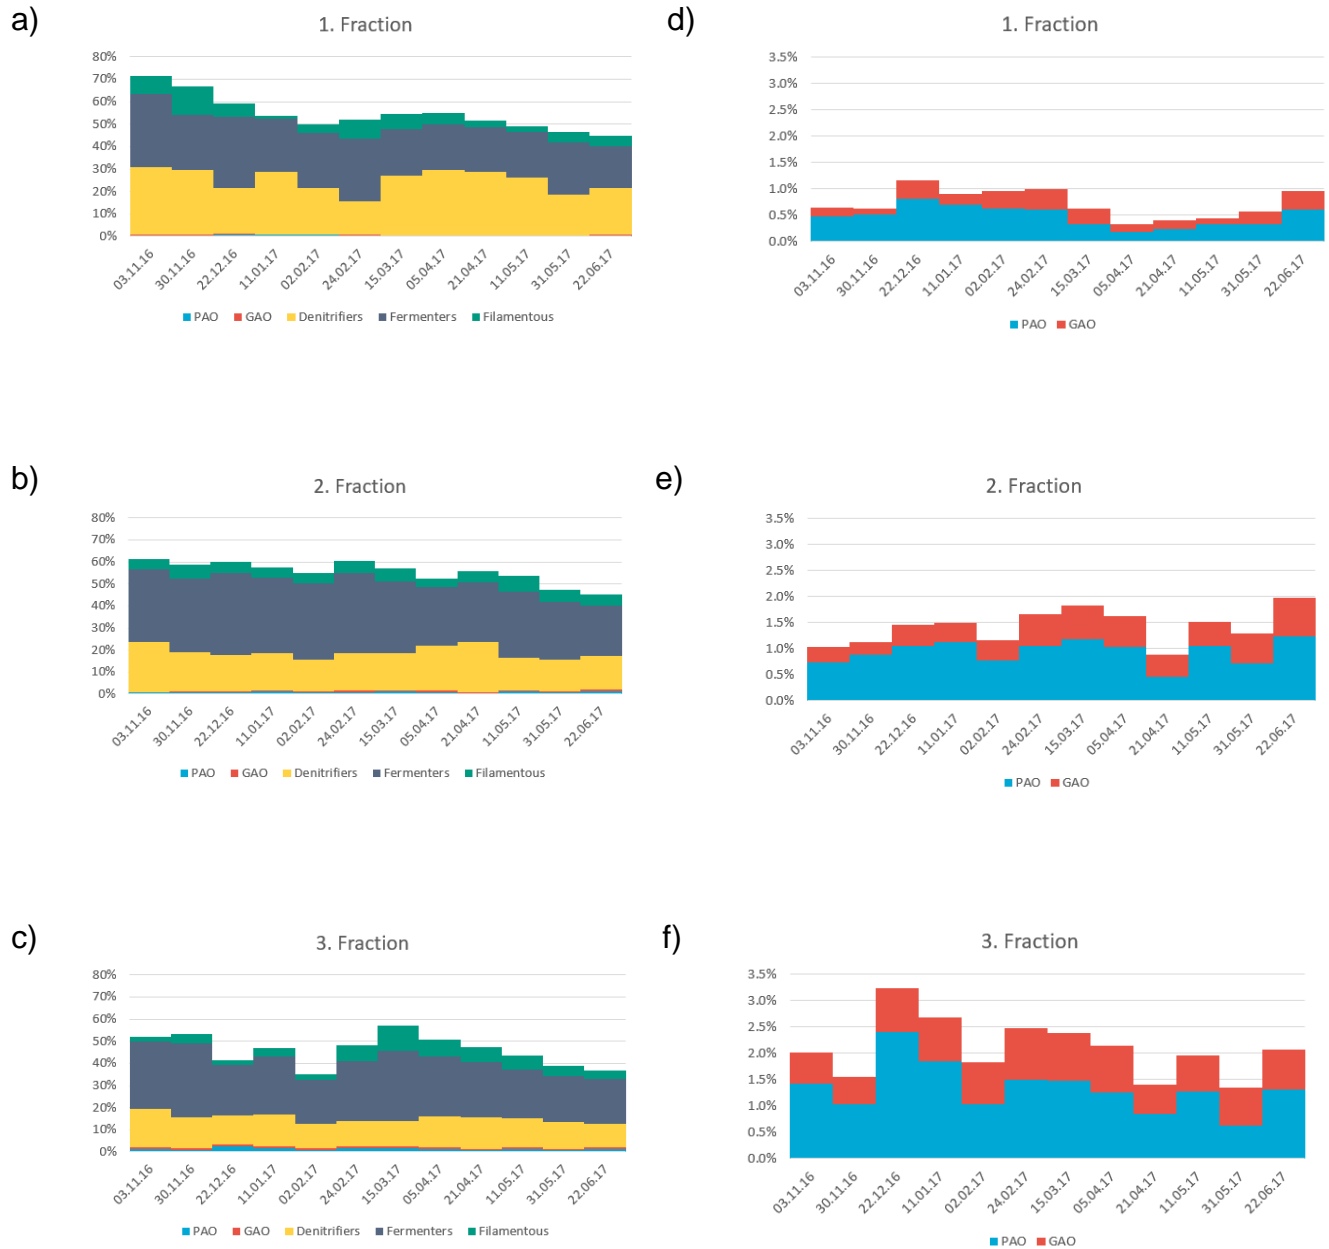 a)
1. Fraction
80%
70%
60%
50%
40%
30%
20%
10%
0%
03.11.16 30.11.16 22.12.16 11.01.17 02.02.17 24.02.17 15.03.17 05.04.17 21.04.17 11.05.17 31.05.17 22.06.17
PAO GAO Denitrifiers Fermenters Filamentous
d)
1. Fraction
3.5%
3.0%
2.5%
2.0%
1.5%
1.0%
0.5%
0.0%
03.11.16 30.11.16 22.12.16 11.01.17 02.02.17 24.02.17 15.03.17 05.04.17 21.04.17 11.05.17 31.05.17 22.06.17
PAO GAO
b)
2. Fraction
80%
70%
60%
50%
40%
30%
20%
10%
0%
03.11.16 30.11.16 22.12.16 11.01.17 02.02.17 24.02.17 15.03.17 05.04.17 21.04.17 11.05.17 31.05.17 22.06.17
PAO GAO Denitrifiers Fermenters Filamentous
e)
2. Fraction
3.5%
3.0%
2.5%
2.0%
1.5%
1.0%
0.5%
0.0%
03.11.16 30.11.16 22.12.16 11.01.17 02.02.17 24.02.17 15.03.17 05.04.17 21.04.17 11.05.17 31.05.17 22.06.17
PAO GAO
c)
3. Fraction
80%
70%
60%
50%
40%
30%
20%
10%
0%
03.11.16 30.11.16 22.12.16 11.01.17 02.02.17 24.02.17 15.03.17 05.04.17 21.04.17 11.05.17 31.05.17 22.06.17
PAO GAO Denitrifiers Fermenters Filamentous
f)
3. Fraction
3.5%
3.0%
2.5%
2.0%
1.5%
1.0%
0.5%
0.0%
03.11.16 30.11.16 22.12.16 11.01.17 02.02.17 24.02.17 15.03.17 05.04.17 21.04.17 11.05.17 31.05.17 22.06.17
PAO GAO